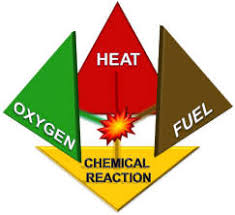 HEAT
OXYGEN
FUEL
CHEMICAL
REACTION